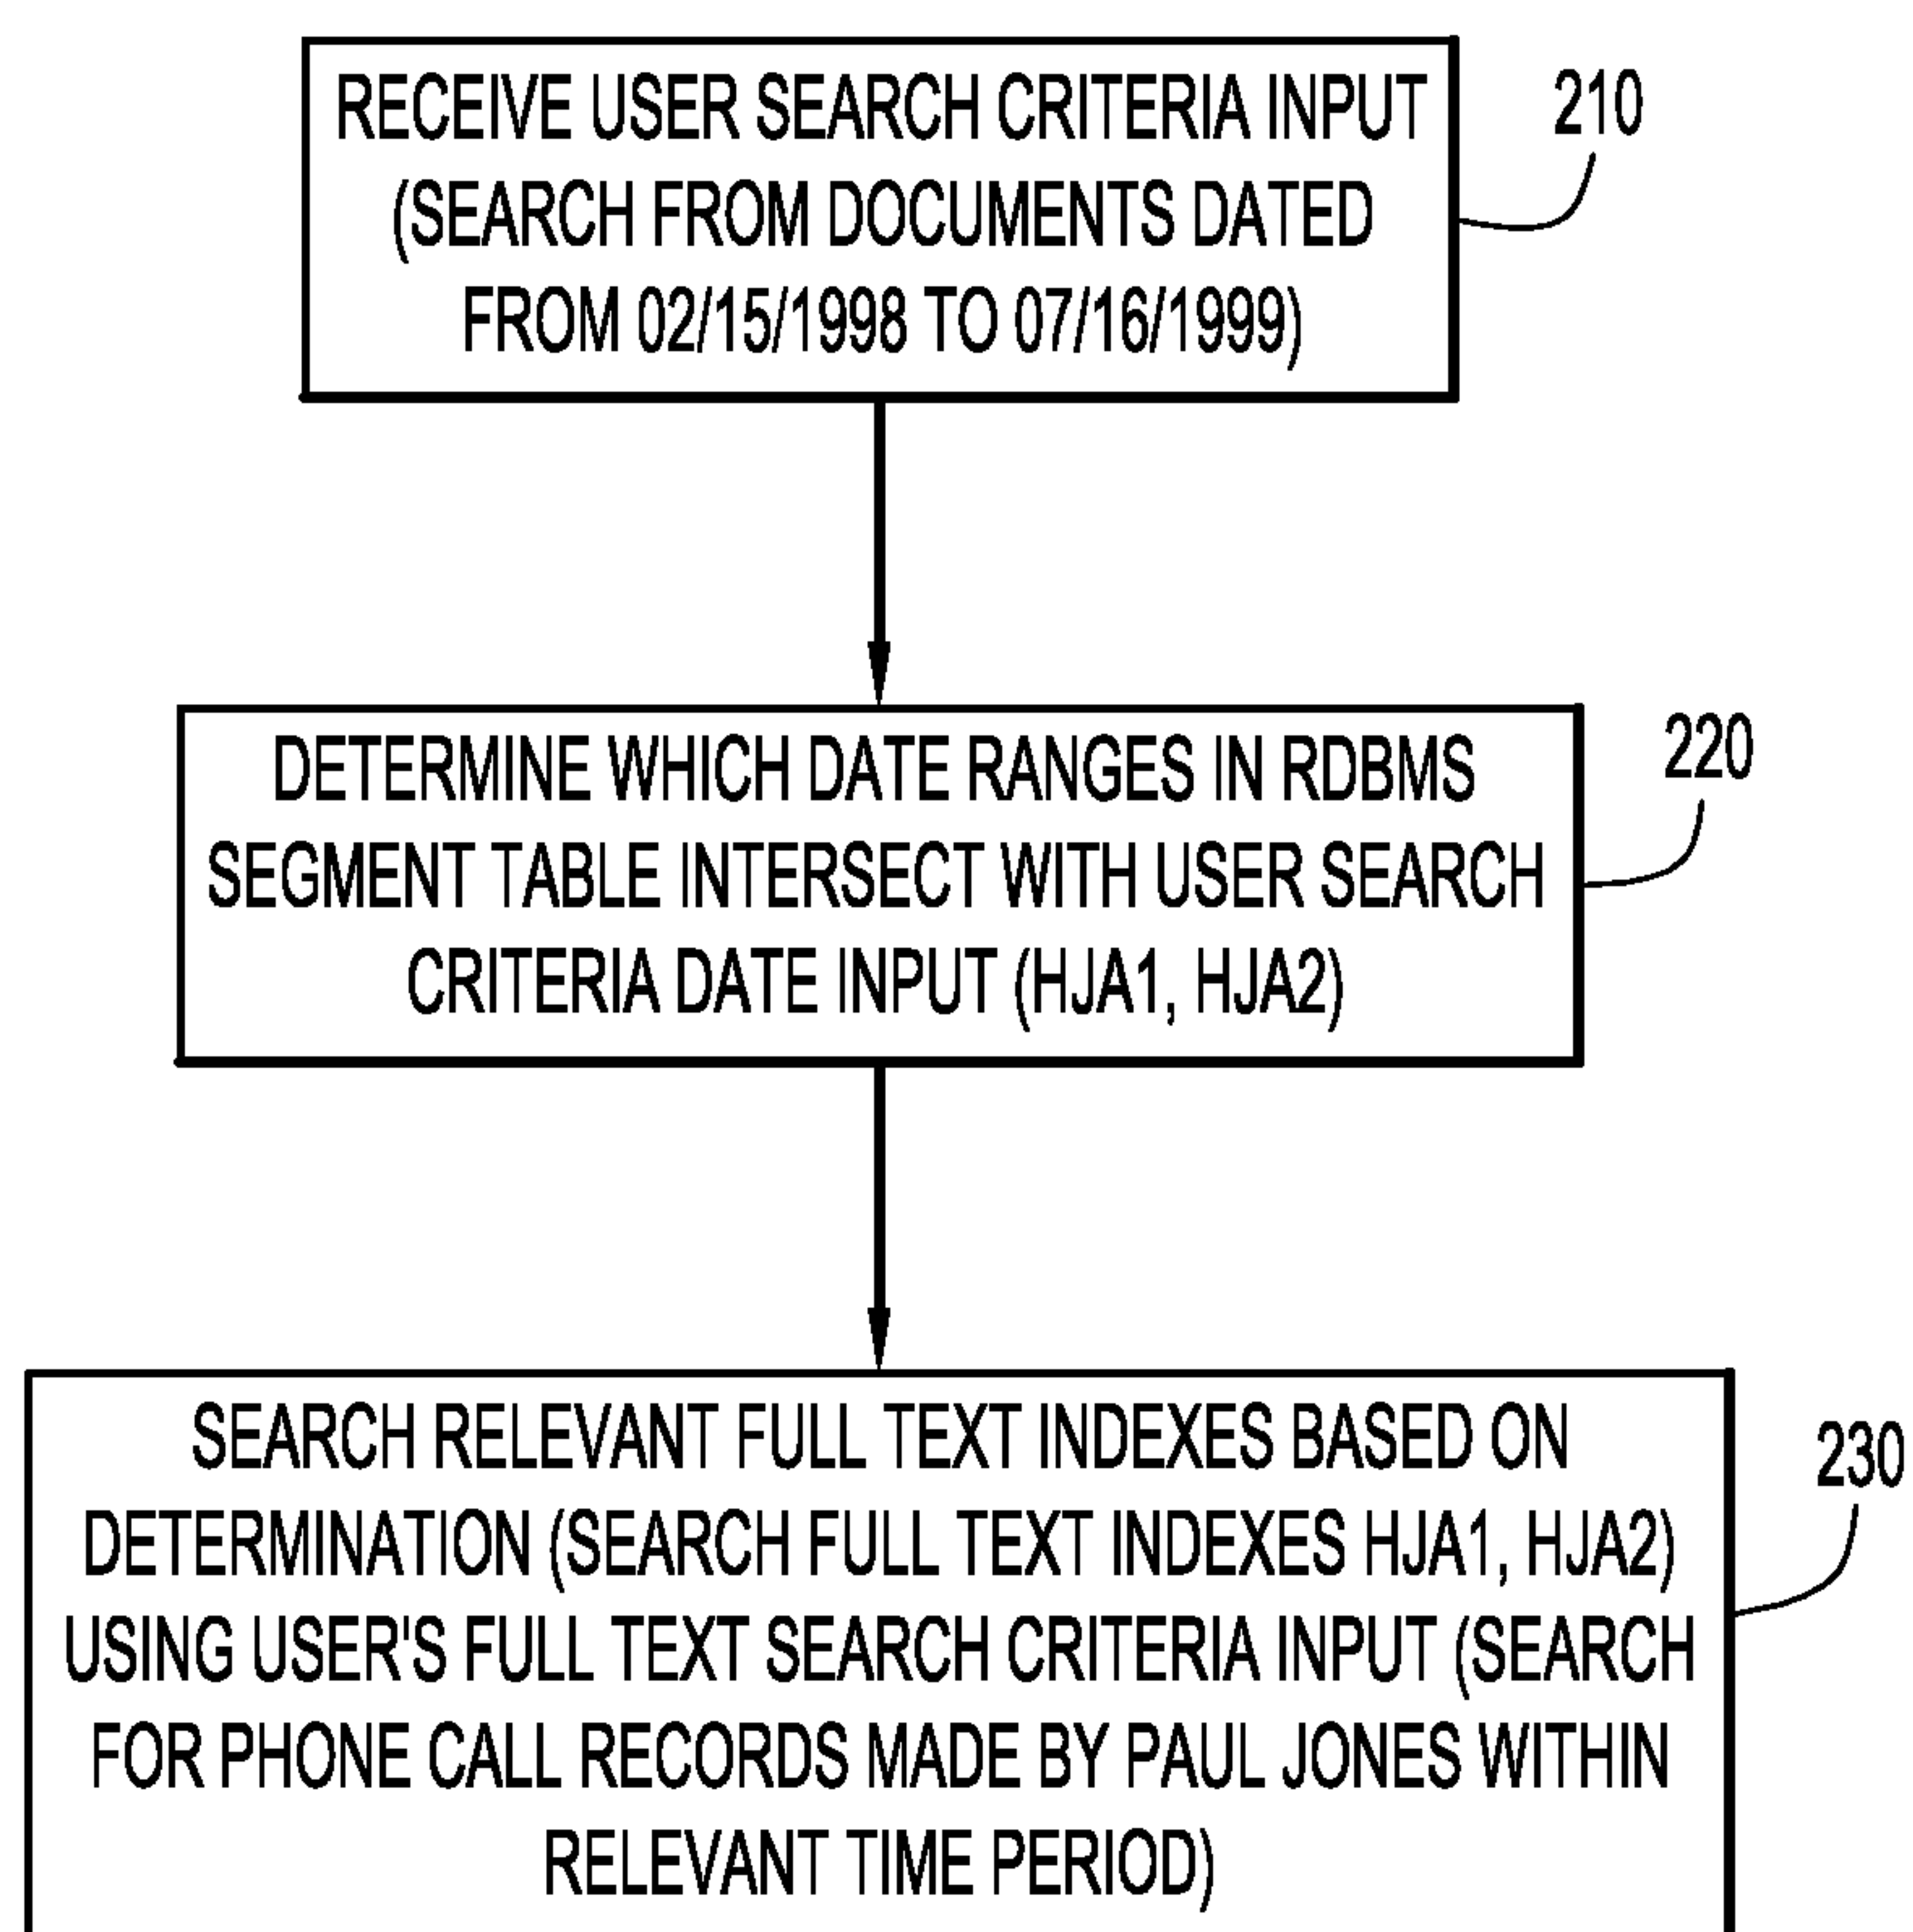 RECEIVE USER SEARCH CRITERIA INPUT
(SEARCH FROM DOCUMENTS DATED
FROM 02/15/1998 TO 07/16/1999)
210
DETERMINE WHICH DATE RANGES IN RDBMS
SEGMENT TABLE INTERSECT WITH USER SEARCH
CRITERIA DATE INPUT (HJA1, HJA2)
220
SEARCH RELEVANT FULL TEXT INDEXES BASED ON
DETERMINATION (SEARCH FULL TEXT INDEXES HJA1, HJA2)
USING USER'S FULL TEXT SEARCH CRITERIA INPUT (SEARCH
FOR PHONE CALL RECORDS MADE BY PAUL JONES WITHIN
RELEVANT TIME PERIOD)
230